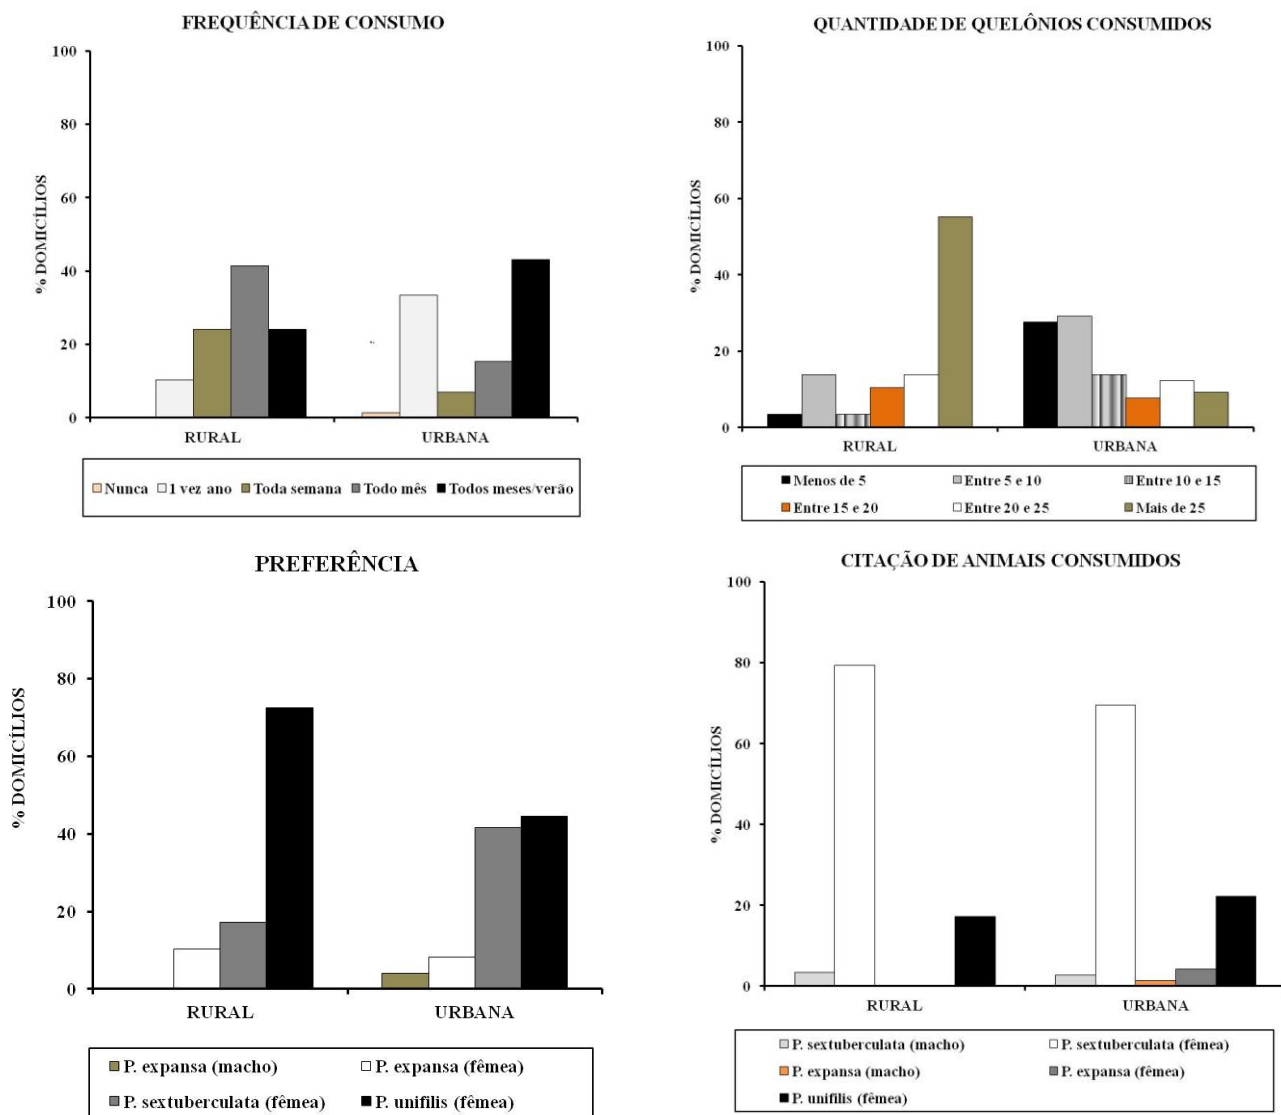 FREQUÊNCIA DE CONSUMO
100
80
60
40
20
0
% DOMICÍLIOS
RURAL URBANA
Nunca 1 vez ano Toda semana Todo mês Todos meses/verão
QUANTIDADE DE QUELÔNIOS CONSUMIDOS
100
80
60
40
20
0
% DOMICÍLIOS
RURAL URBANA
Menos de 5 Entre 5 e 10 Entre 10 e 15
Entre 15 e 20 Entre 20 e 25 Mais de 25
PREFERÊNCIA
100
80
60
40
20
0
% DOMICÍLIOS
RURAL URBANA
P. expansa (macho) P. expansa (fêmea)
P. sextuberculata (fêmea) P. unifilis (fêmea)
CITAÇÃO DE ANIMAIS CONSUMIDOS
100
80
60
40
20
0
% DOMICÍLIOS
RURAL URBANA
P. sextuberculata (macho) P. sextuberculata (fêmea)
P. expansa (macho) P. expansa (fêmea)
P. unifilis (fêmea)